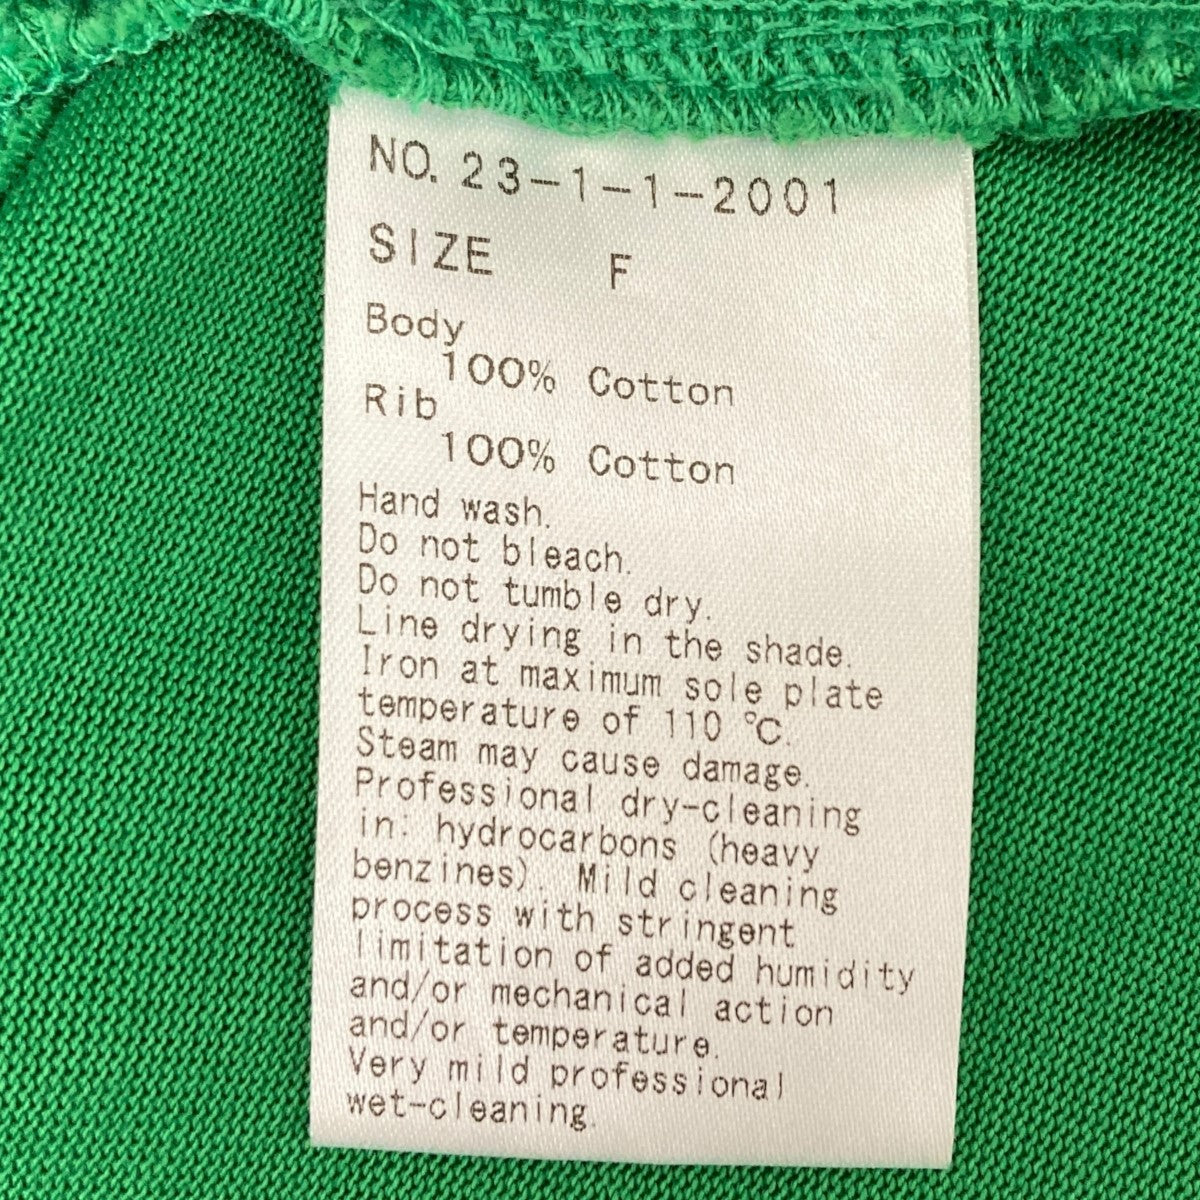 NO. 23-1-1-2001
SIZE F
Body
100% Cotton
Rib
100% Cotton
Hand wash.
Do not bleach.
Do not tumble dry.
Line drying in the shade.
Iron at maximum sole plate
temperature of 110 ℃.
Steam may cause damage.
Professional dry-cleaning
in: hydrocarbons (heavy
benzines). Mild cleaning
process with stringent
limitation of added humidity
and/or mechanical action
and/or temperature.
Very mild professional
wet-cleaning.